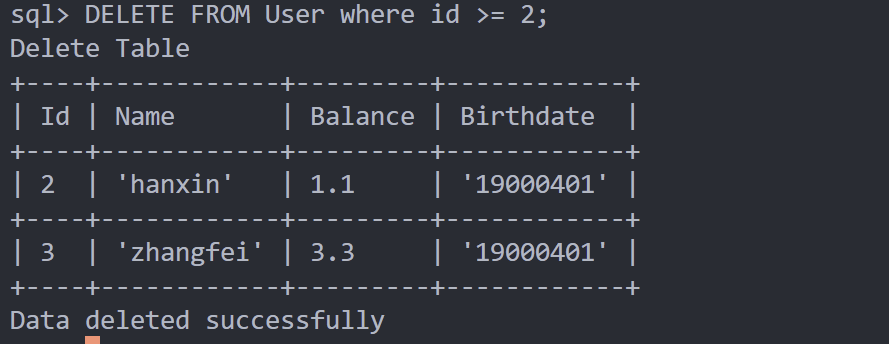 sql> DELETE FROM User where id >= 2;
Delete Table
+----+------------+---------+------------+
| Id | Name       | Balance | Birthdate  |
+----+------------+---------+------------+
| 2  | 'hanxin'   | 1.1     | '19000401' |
+----+------------+---------+------------+
| 3  | 'zhangfei' | 3.3     | '19000401' |
+----+------------+---------+------------+
Data deleted successfully